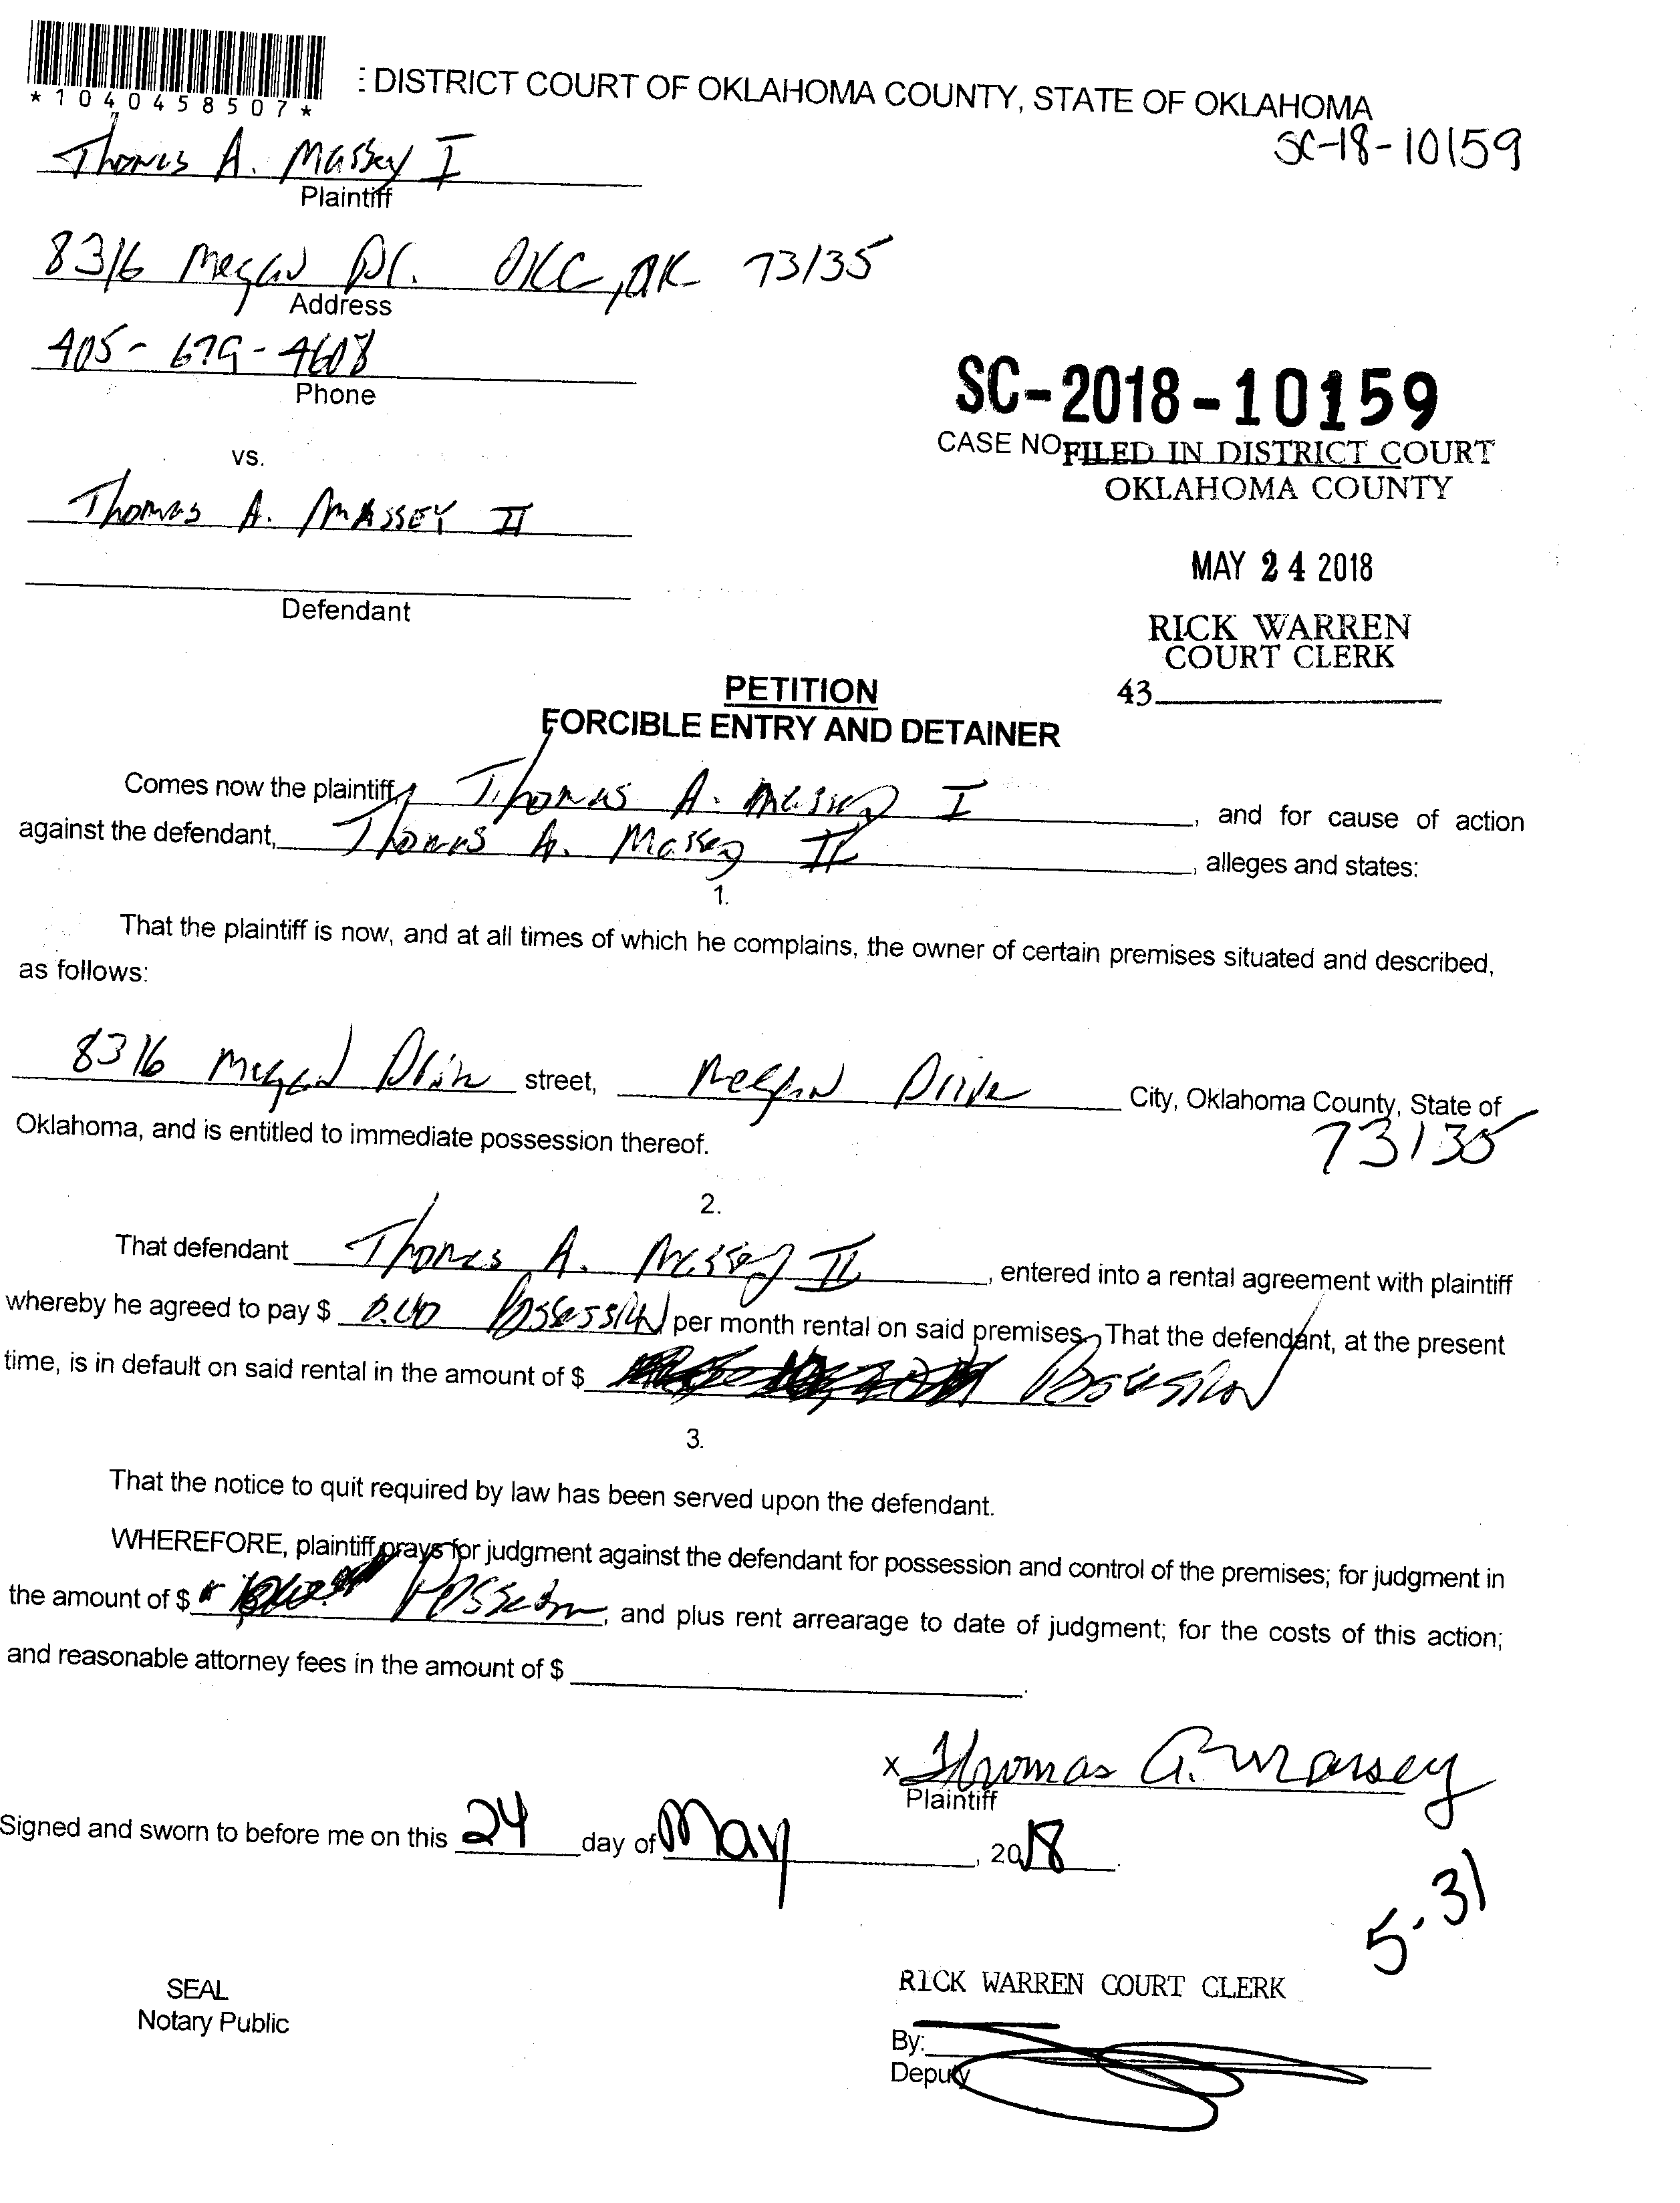 *1040458507*
: DISTRICT COURT OF OKLAHOMA COUNTY, STATE OF OKLAHOMA
SC-18-10159
Thomas A. Massey I
Plaintiff
8316 Megan Dr. OKC, OK 73135
Address
405-679-4608
Phone
SC-2018-10159
CASE NO
FILED IN DISTRICT COURT
OKLAHOMA COUNTY
vs.
Thomas A. MASSEY II
MAY 24 2018
Defendant
RICK WARREN
COURT CLERK
43
PETITION
FORCIBLE ENTRY AND DETAINER
Comes now the plaintiff, Thomas A. Massey I, and for cause of action
against the defendant, Thomas A. Massey II, alleges and states:
1.
That the plaintiff is now, and at all times of which he complains, the owner of certain premises situated and described,
as follows:
8316 Megan Drive street, Megan Drive City, Oklahoma County, State of
Oklahoma, and is entitled to immediate possession thereof. 73135
2.
That defendant Thomas A. Massey II, entered into a rental agreement with plaintiff
whereby he agreed to pay $ 0.00 Possession per month rental on said premises. That the defendant, at the present
time, is in default on said rental in the amount of $ Possession
3.
That the notice to quit required by law has been served upon the defendant.
WHEREFORE, plaintiff prays for judgment against the defendant for possession and control of the premises; for judgment in
the amount of $ , and plus rent arrearage to date of judgment; for the costs of this action;
and reasonable attorney fees in the amount of $ .
x Thomas A. Massey
Plaintiff
Signed and sworn to before me on this 24 day of May, 2018.
5-31
SEAL
Notary Public
RICK WARREN COURT CLERK
By:
Deputy